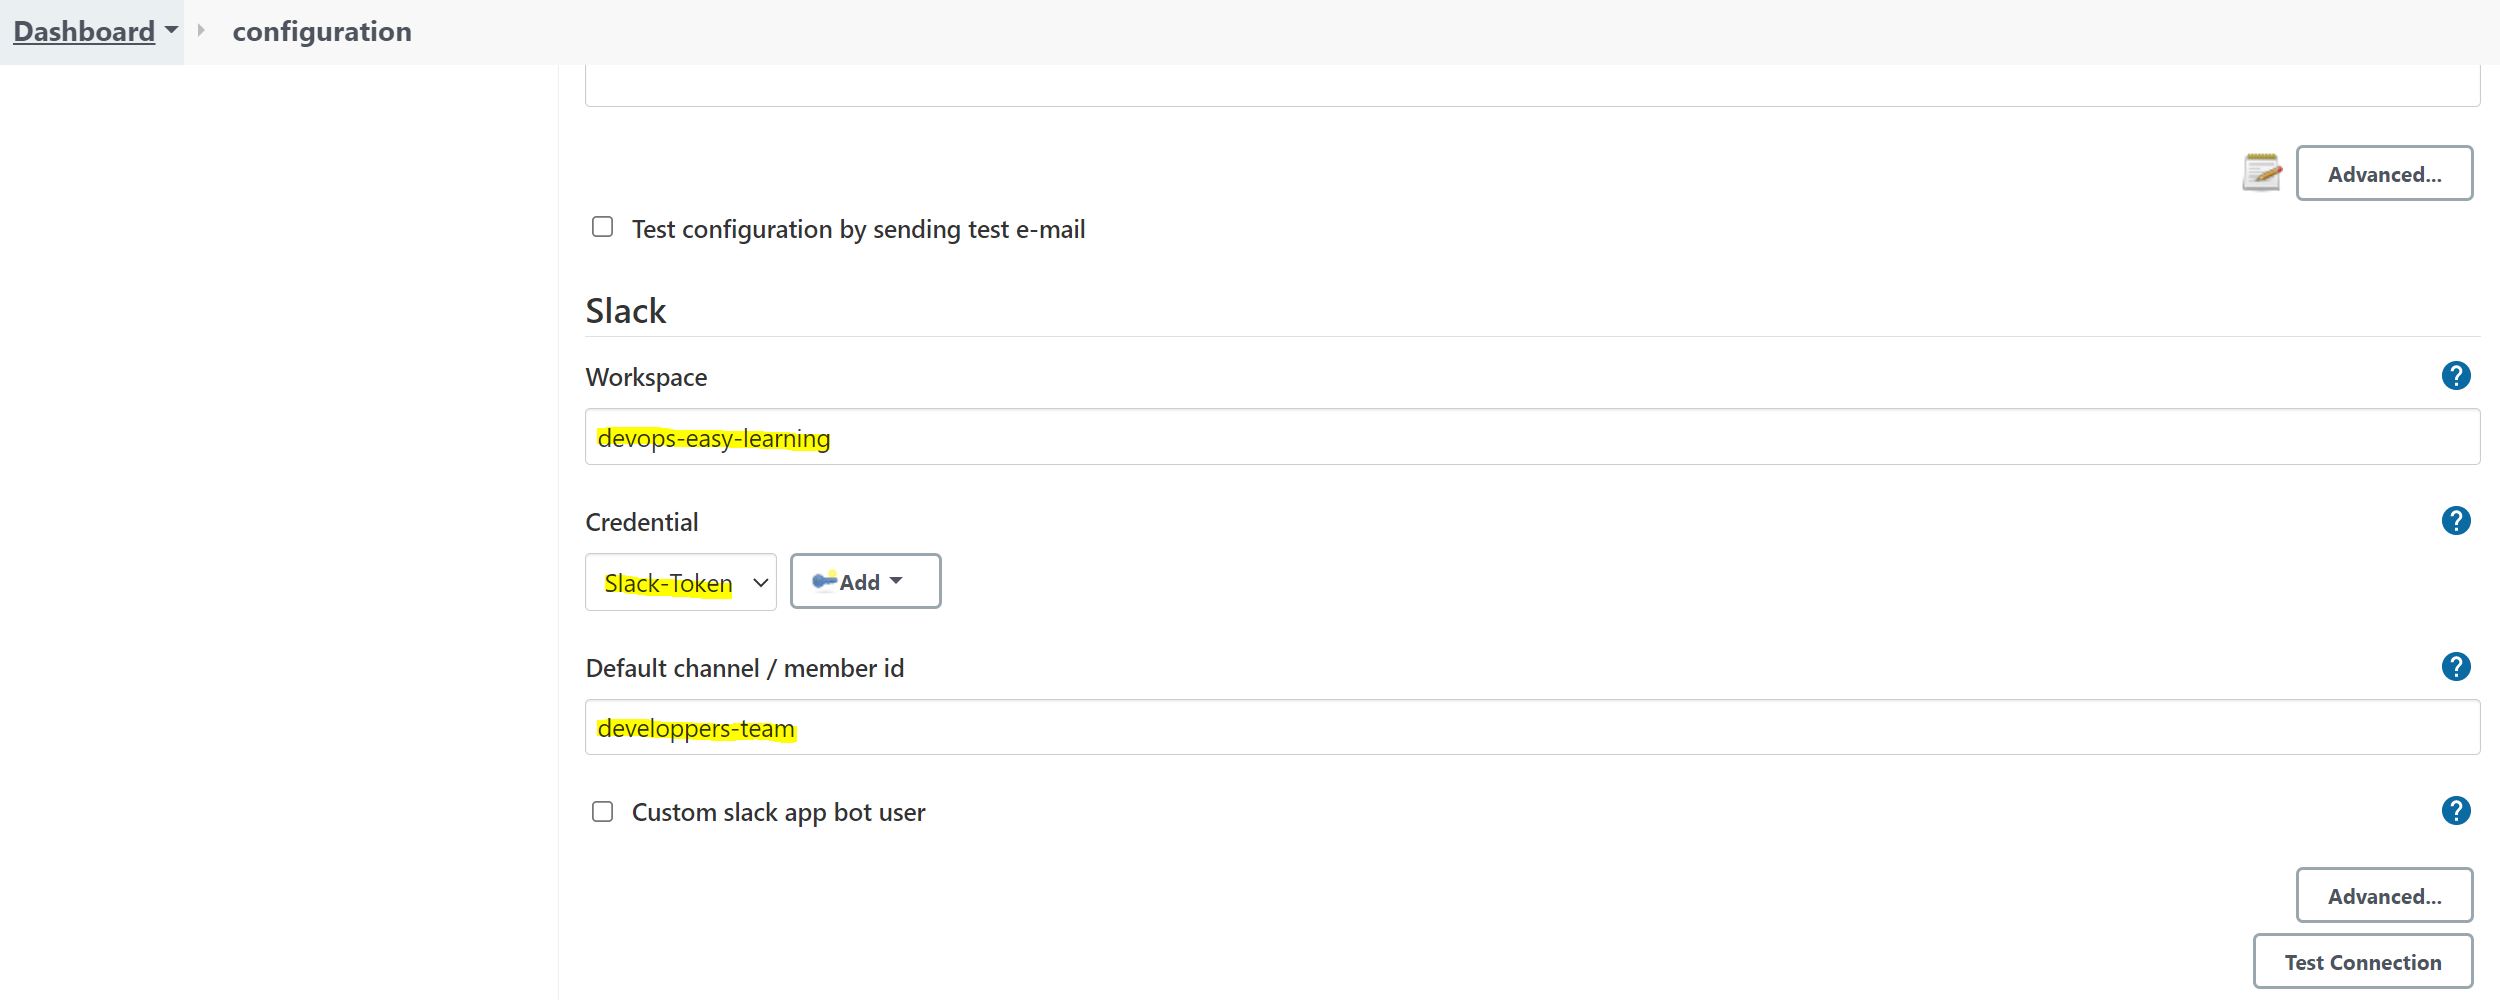 Dashboard configuration
Advanced...
Test configuration by sending test e-mail
Slack
Workspace
?
devops-easy-learning
Credential
?
Slack-Token
Add
Default channel / member id
?
developpers-team
Custom slack app bot user
?
Advanced...
Test Connection